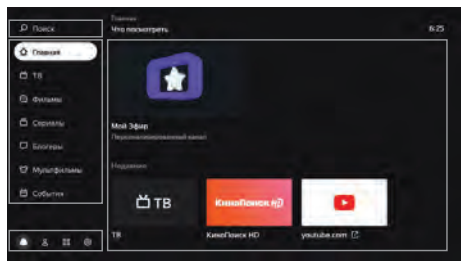 Поиск
Главная
Что посмотреть
6:25
Главная
ТВ
Фильмы
Сериалы
Блогеры
Мультфильмы
События
Мой Эфир
Персонализированный канал
Недавние
ТВ
КиноПоиск HD
ТВ
КиноПоиск HD
youtube.com